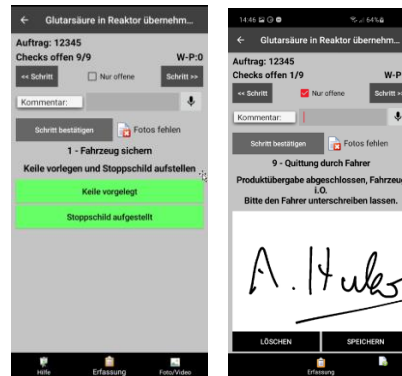 Glutarsäure in Reaktor übernehm...
Auftrag: 12345
Checks offen 9/9 W-P:0
<< Schritt Nur offene Schritt >>
Kommentar:
Schritt bestätigen Fotos fehlen
1 - Fahrzeug sichern
Keile vorlegen und Stoppschild aufstellen
Keile vorgelegt
Stoppschild aufgestellt
Hilfe Erfassung Foto/Video
14:46 64%
Glutarsäure in Reaktor übernehm...
Auftrag: 12345
Checks offen 1/9 W-P
<< Schritt Nur offene Schritt >>
Kommentar:
Schritt bestätigen Fotos fehlen
9 - Quittung durch Fahrer
Produktübergabe abgeschlossen, Fahrzeug
i.O.
Bitte den Fahrer unterschreiben lassen.
A. Huber
LÖSCHEN SPEICHERN
Erfassung